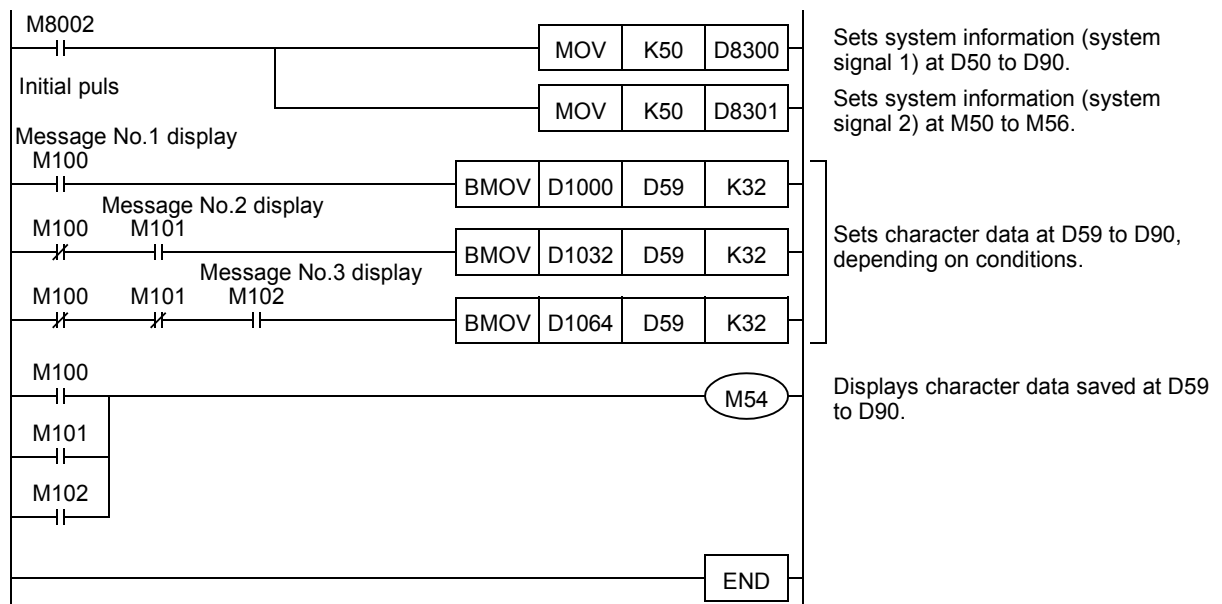 M8002
MOV K50 D8300
Sets system information (system
signal 1) at D50 to D90.
Initial puls
MOV K50 D8301
Sets system information (system
signal 2) at M50 to M56.
Message No.1 display
M100
BMOV D1000 D59 K32
Message No.2 display
M100 M101
BMOV D1032 D59 K32
Sets character data at D59 to D90,
depending on conditions.
Message No.3 display
M100 M101 M102
BMOV D1064 D59 K32
M100
M54
Displays character data saved at D59
to D90.
M101
M102
END